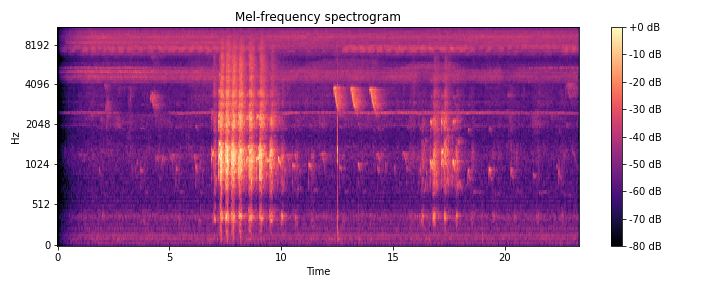 Mel-frequency spectrogram
8192
4096
2048
1024
512
0
Hz
0 5 10 15 20
Time
+0 dB
-10 dB
-20 dB
-30 dB
-40 dB
-50 dB
-60 dB
-70 dB
-80 dB